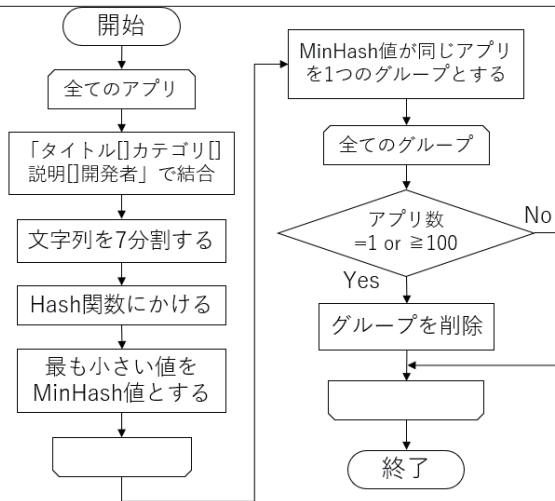 開始
全てのアプリ
「タイトル[]カテゴリ[]
説明[]開発者」で結合
文字列を7分割する
Hash関数にかける
最も小さい値を
MinHash値とする
MinHash値が同じアプリ
を1つのグループとする
全てのグループ
アプリ数
=1 or ≧100
No
Yes
グループを削除
終了